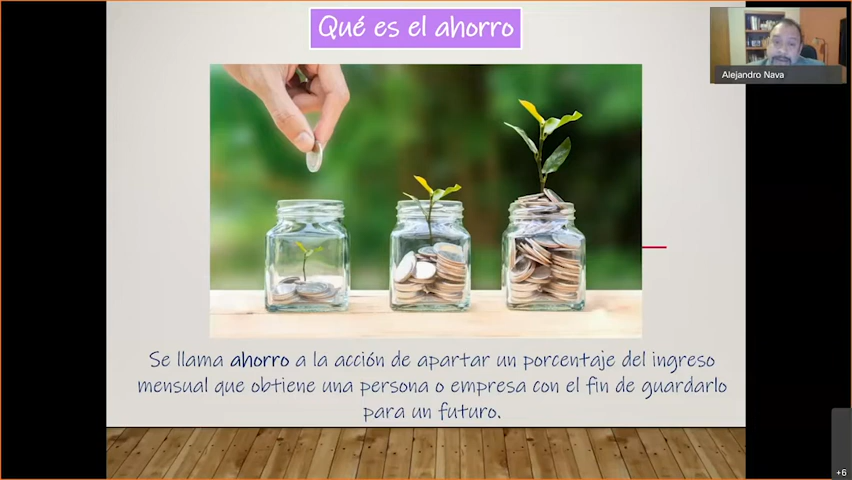 Qué es el ahorro
Alejandro Nava
Se llama ahorro a la acción de apartar un porcentaje del ingreso
mensual que obtiene una persona o empresa con el fin de guardarlo
para un futuro.
+6